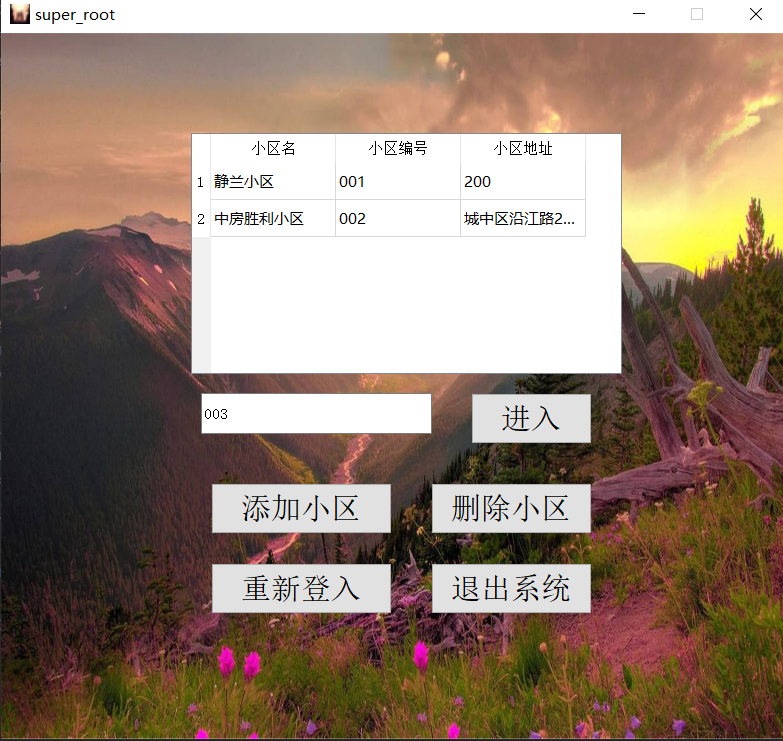 super_root
小区名 小区编号 小区地址
1 静兰小区 001 200
2 中房胜利小区 002 城中区沿江路2...
003 进入
添加小区 删除小区
重新登入 退出系统